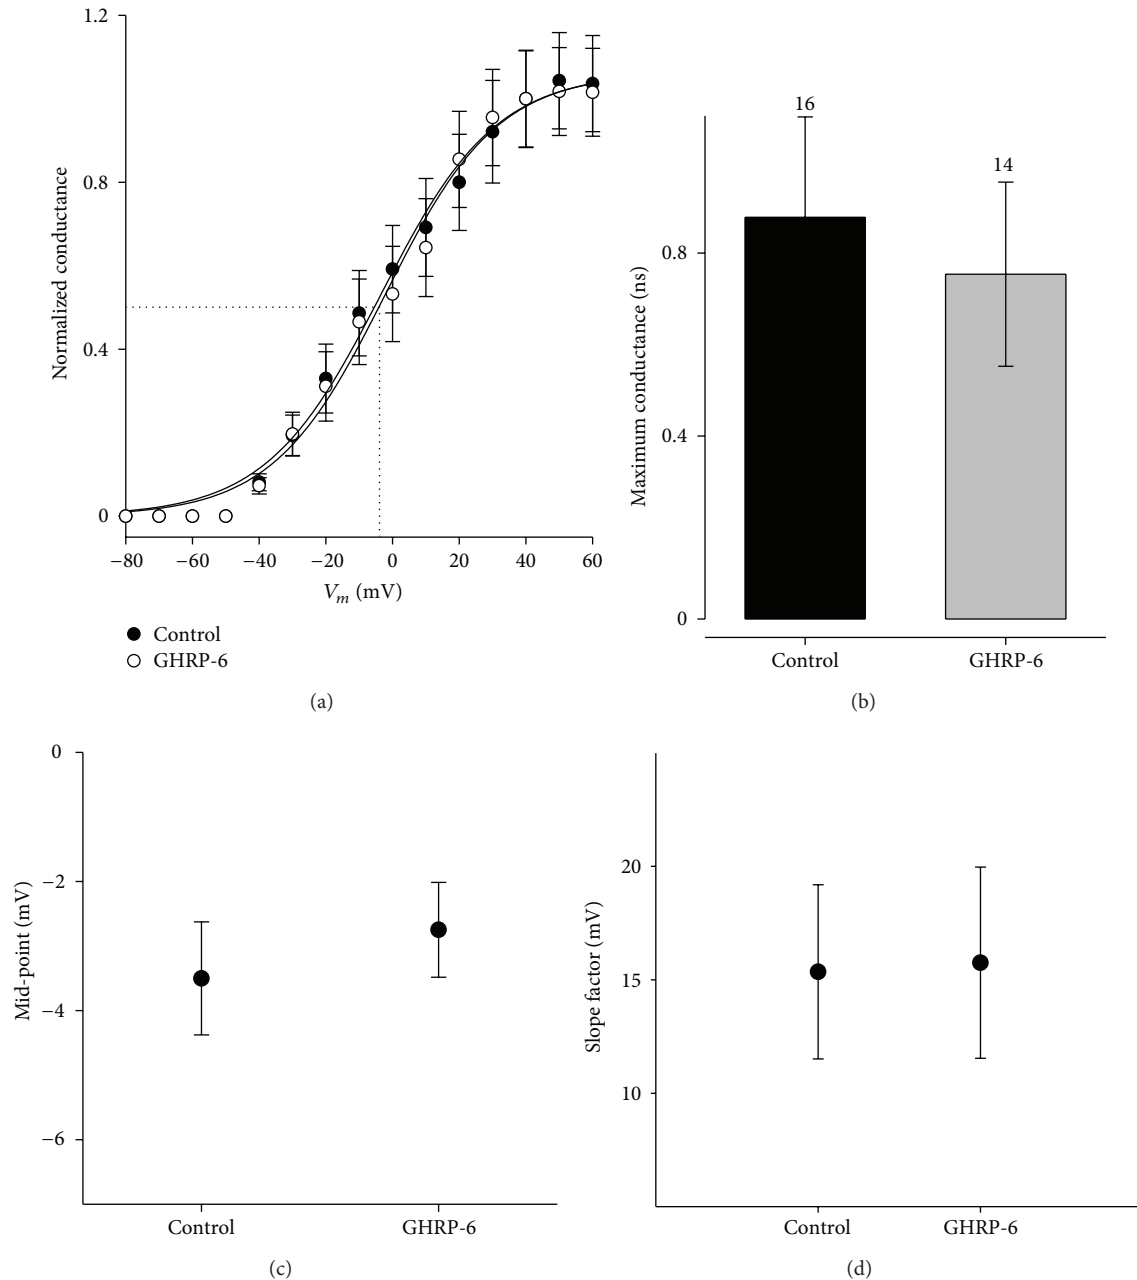 1.2
0.8
0.4
0
Normalized conductance
−80 −60 −40 −20 0 20 40 60
Vm (mV)
Control
GHRP-6
(a)
16
14
0.8
0.4
0
Maximum conductance (ns)
Control GHRP-6
(b)
0
−2
−4
−6
Mid-point (mV)
Control GHRP-6
(c)
20
15
10
Slope factor (mV)
Control GHRP-6
(d)